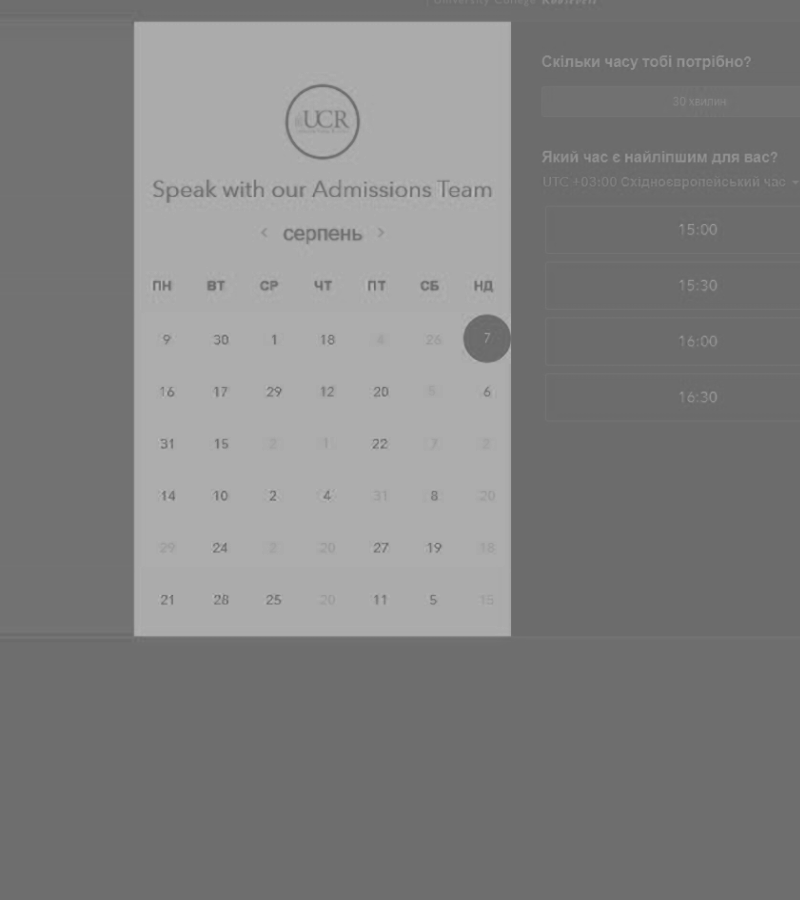 University College
UCR
Speak with our Admissions Team
< серпень >
ПН ВТ СР ЧТ ПТ СБ НД
9 30 1 18 26 7
16 17 29 12 20 5 6
31 15 2 1 22 7 2
14 10 2 4 31 8 20
29 24 2 20 27 19 18
21 28 25 20 11 5 15
Скільки часу тобі потрібно?
30 хвилин
Який час є найліпшим для вас?
UTC +03:00 Східноєвропейський час
15:00
15:30
16:00
16:30